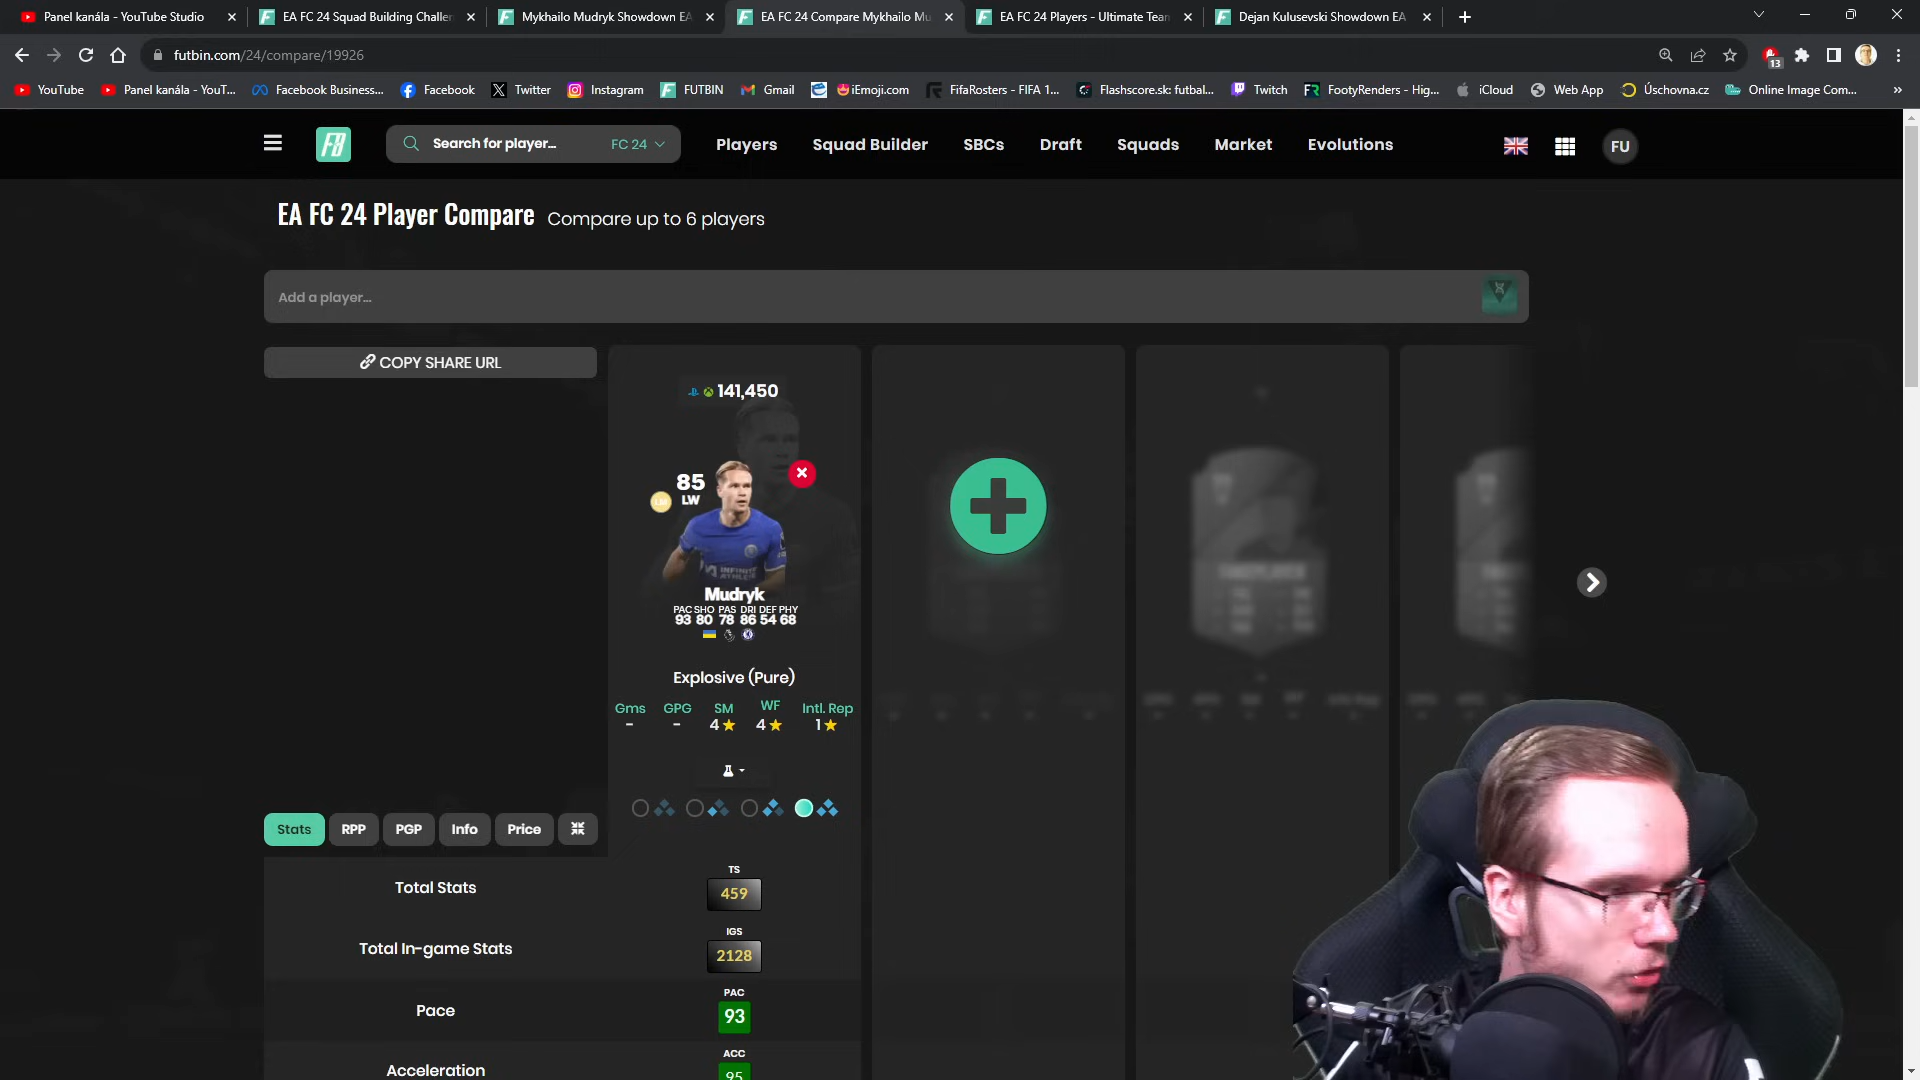 Panel kanála - YouTube Studio
EA FC 24 Squad Building Challen
Mykhailo Mudryk Showdown EA
EA FC 24 Compare Mykhailo Mu
EA FC 24 Players - Ultimate Team
Dejan Kulusevski Showdown EA
futbin.com/24/compare/19926
13
YouTube
Panel kanála - YouT...
Facebook Business...
Facebook
Twitter
Instagram
FUTBIN
Gmail
iEmoji.com
FifaRosters - FIFA 1...
Flashscore.sk: futbal...
Twitch
FootyRenders - Hig...
iCloud
Web App
Úschovna.cz
Online Image Com...
Search for player...
FC 24
Players
Squad Builder
SBCs
Draft
Squads
Market
Evolutions
FU
EA FC 24 Player Compare
Compare up to 6 players
Add a player...
COPY SHARE URL
141,450
85
LW
LM
Mudryk
PAC SHO PAS DRI DEF PHY
93 80 78 86 54 68
Explosive (Pure)
Gms GPG SM WF Intl. Rep
- - 4 4 1
Stats
RPP
PGP
Info
Price
TS
Total Stats
459
IGS
Total In-game Stats
2128
PAC
Pace
93
ACC
Acceleration
95